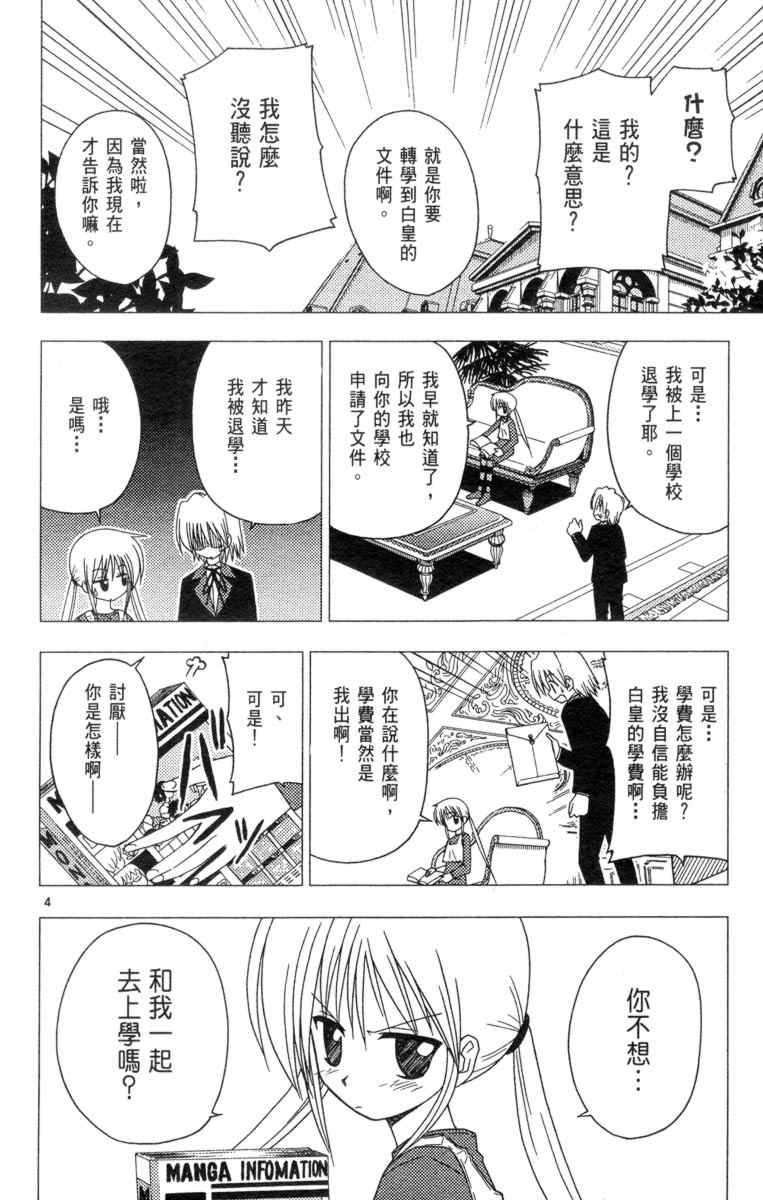 什麼？
我的？
這是
什麼意思？
就是你要
轉學到白皇的
文件啊。
我怎麼
沒聽說？
當然啦，
因為我現在
才告訴你嘛。
可是…
我被上一個學校
退學了耶。
我早就知道了，
所以我也
向你的學校
申請了文件。
我昨天
才知道
我被退學…
哦…
是嗎…
可是…
學費怎麼辦呢？
我沒自信能負擔
白皇的學費啊…
你在說什麼啊，
學費當然是
我出啊！
可、
可是！
討厭——
你是怎樣啊——
MATION
4
你不想…
和我一起
去上學嗎？
MANGA INFOMATION